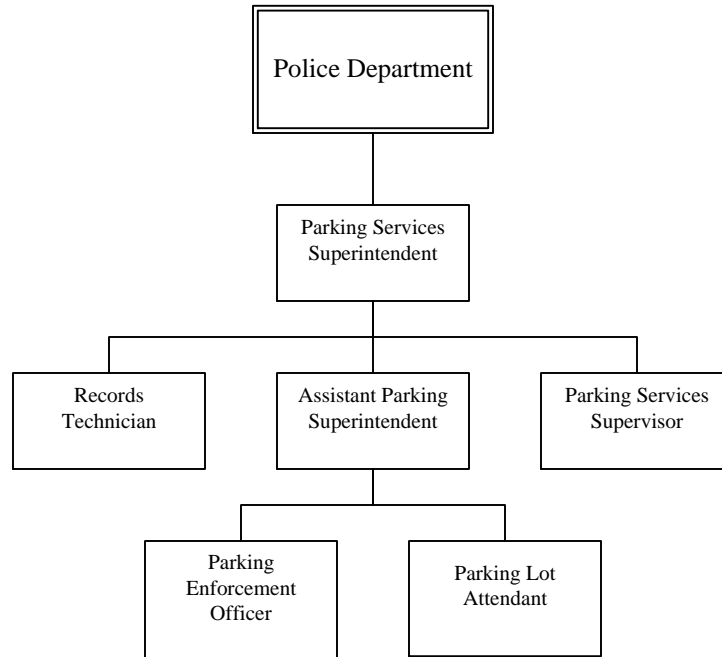 Police Department
Parking Services
Superintendent
Records
Technician
Assistant Parking
Superintendent
Parking Services
Supervisor
Parking
Enforcement
Officer
Parking Lot
Attendant